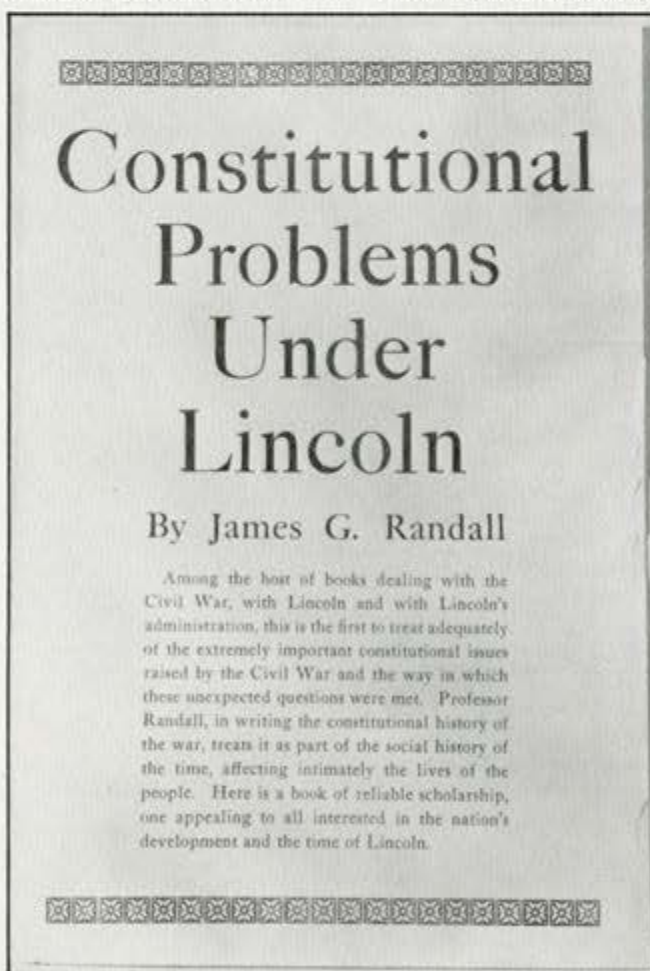 Constitutional
Problems
Under
Lincoln
By James G. Randall
Among the host of books dealing with the
Civil War, with Lincoln and with Lincoln's
administration, this is the first to treat adequately
of the extremely important constitutional issues
raised by the Civil War and the way in which
these unexpected questions were met. Professor
Randall, in writing the constitutional history of
the war, treats it as part of the social history of
the time, affecting intimately the lives of the
people. Here is a book of reliable scholarship,
one appealing to all interested in the nation's
development and the time of Lincoln.